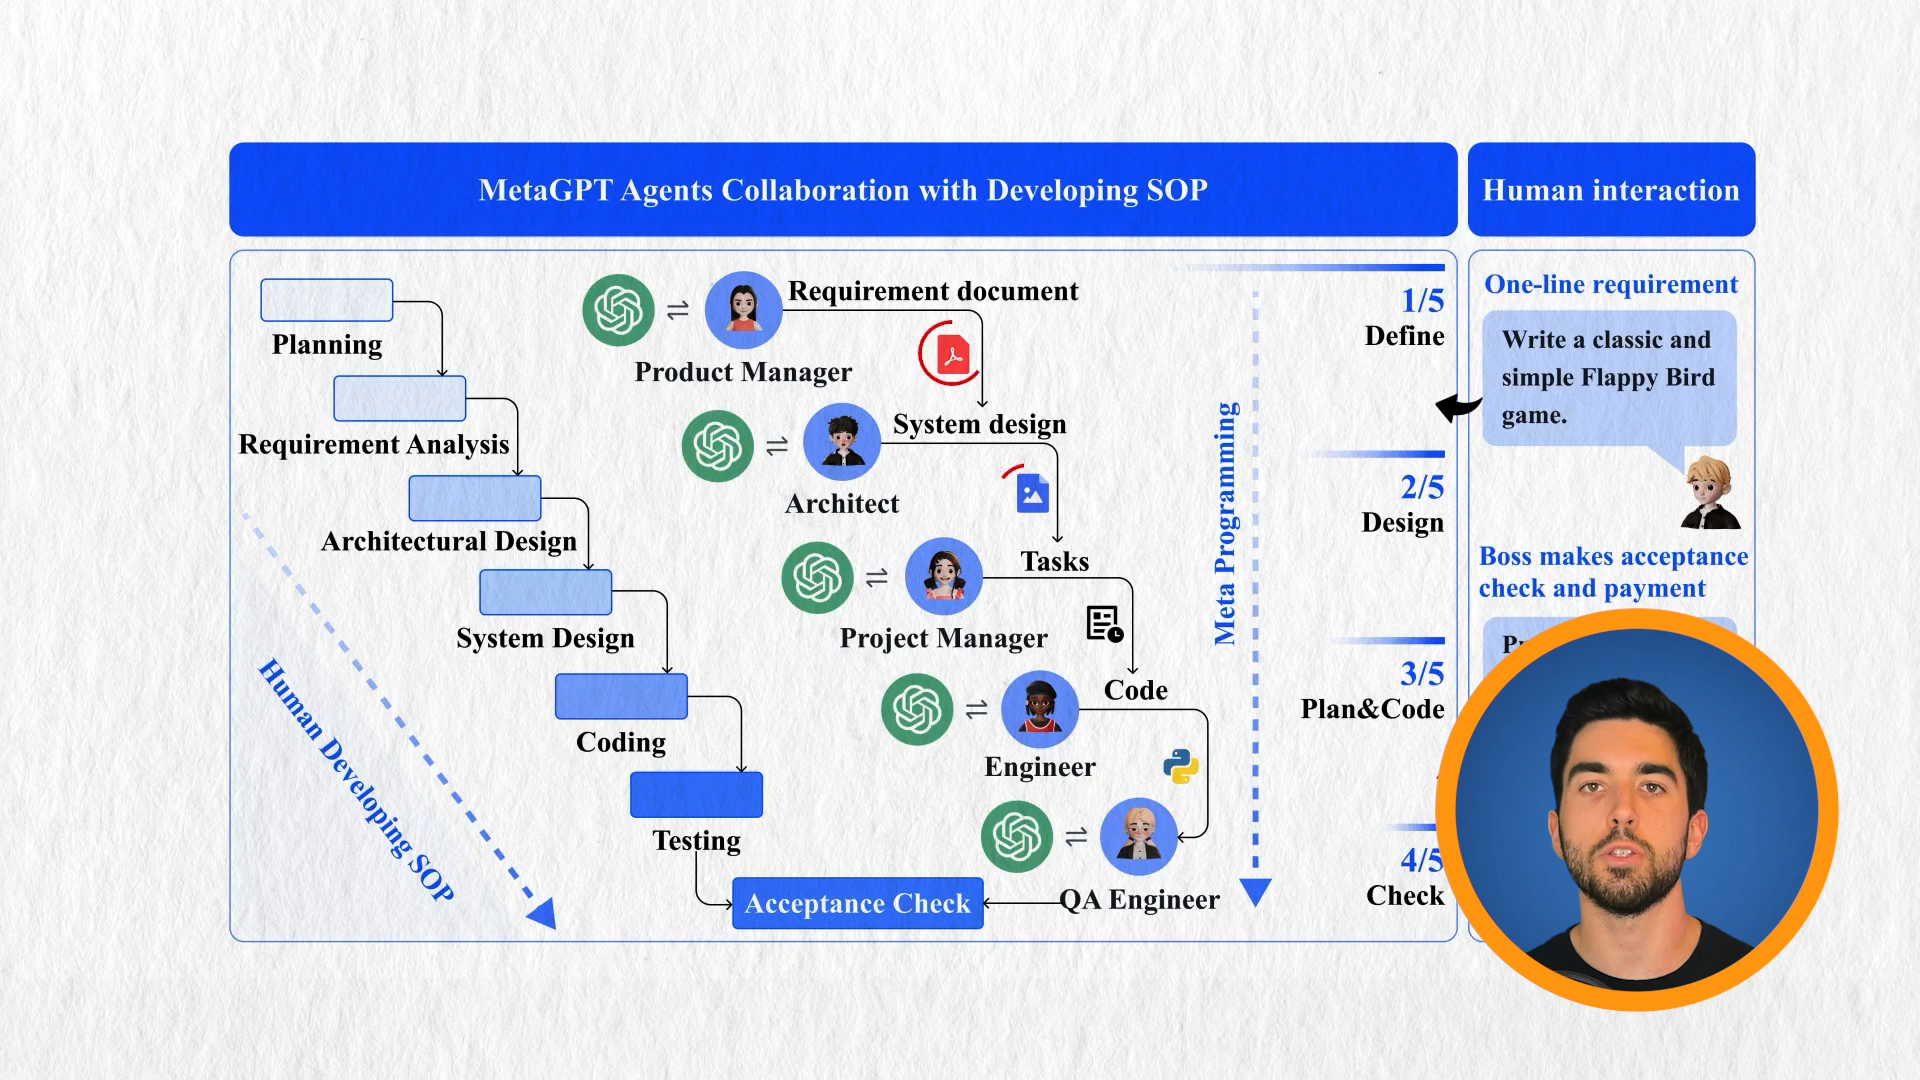 MetaGPT Agents Collaboration with Developing SOP
Human interaction
Planning
Requirement Analysis
Architectural Design
System Design
Coding
Testing
Human Developing SOP
Requirement document
Product Manager
System design
Architect
Tasks
Project Manager
Code
Engineer
QA Engineer
Acceptance Check
Meta Programming
1/5
Define
2/5
Design
3/5
Plan&Code
4/5
Check
One-line requirement
Write a classic and
simple Flappy Bird
game.
Boss makes acceptance
check and payment